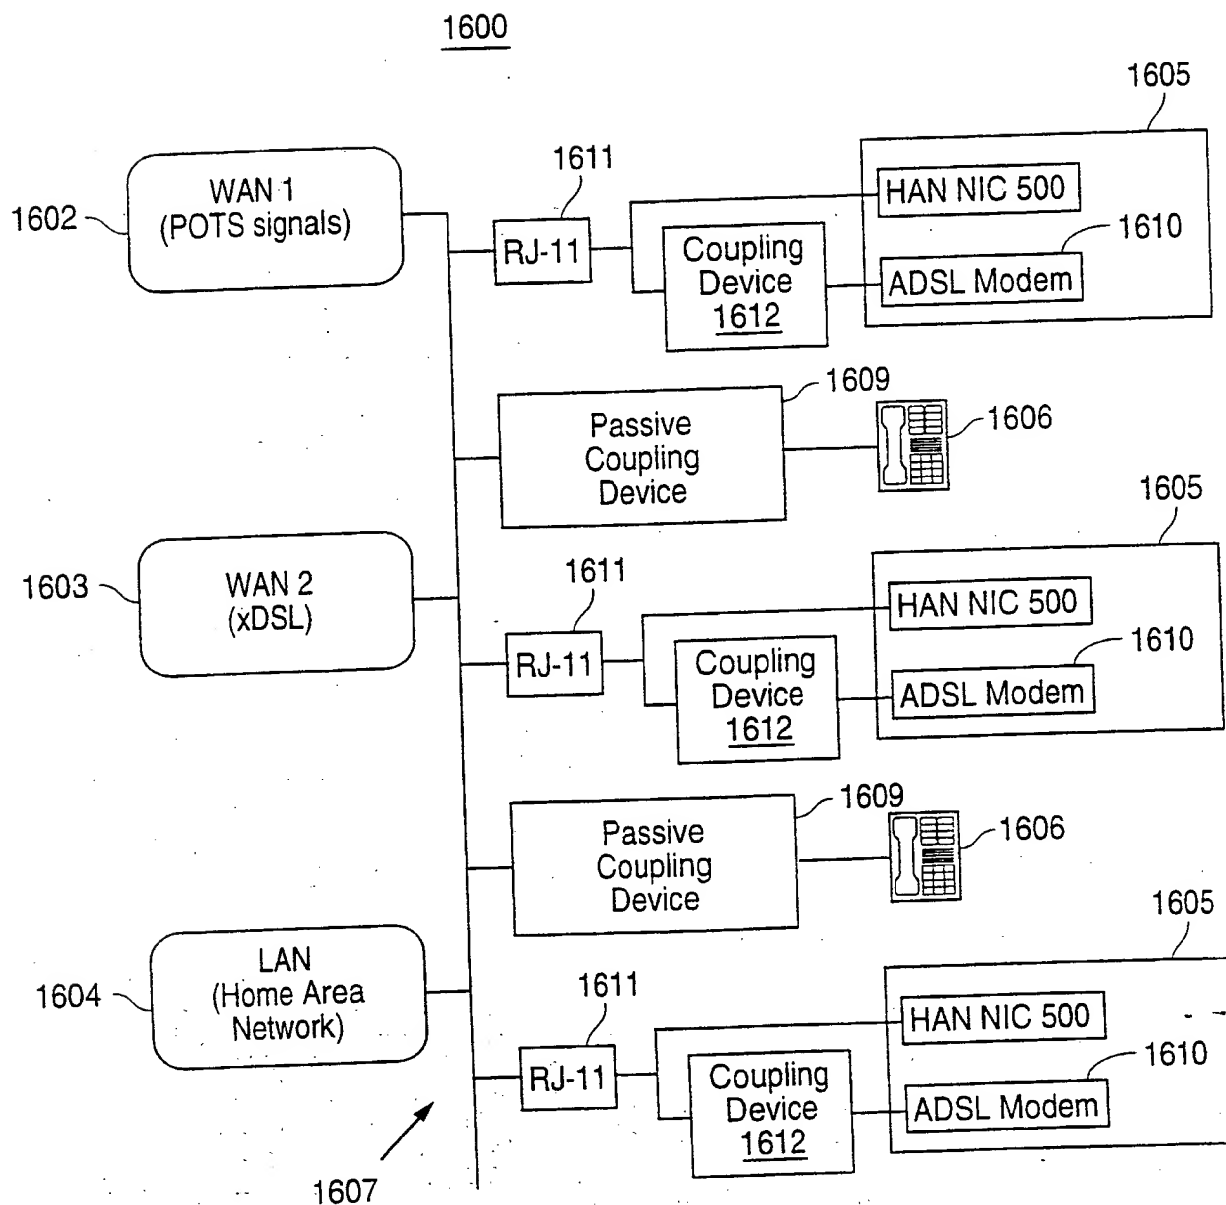 1600
1605
1611
WAN 1
(POTS signals)
1602
RJ-11
HAN NIC 500
Coupling
Device
1612
1610
ADSL Modem
1609
Passive
Coupling
Device
1606
1605
WAN 2
(xDSL)
1603
1611
RJ-11
HAN NIC 500
Coupling
Device
1612
1610
ADSL Modem
1609
Passive
Coupling
Device
1606
1605
LAN
(Home Area
Network)
1604
1611
RJ-11
HAN NIC 500
Coupling
Device
1612
1610
ADSL Modem
1607